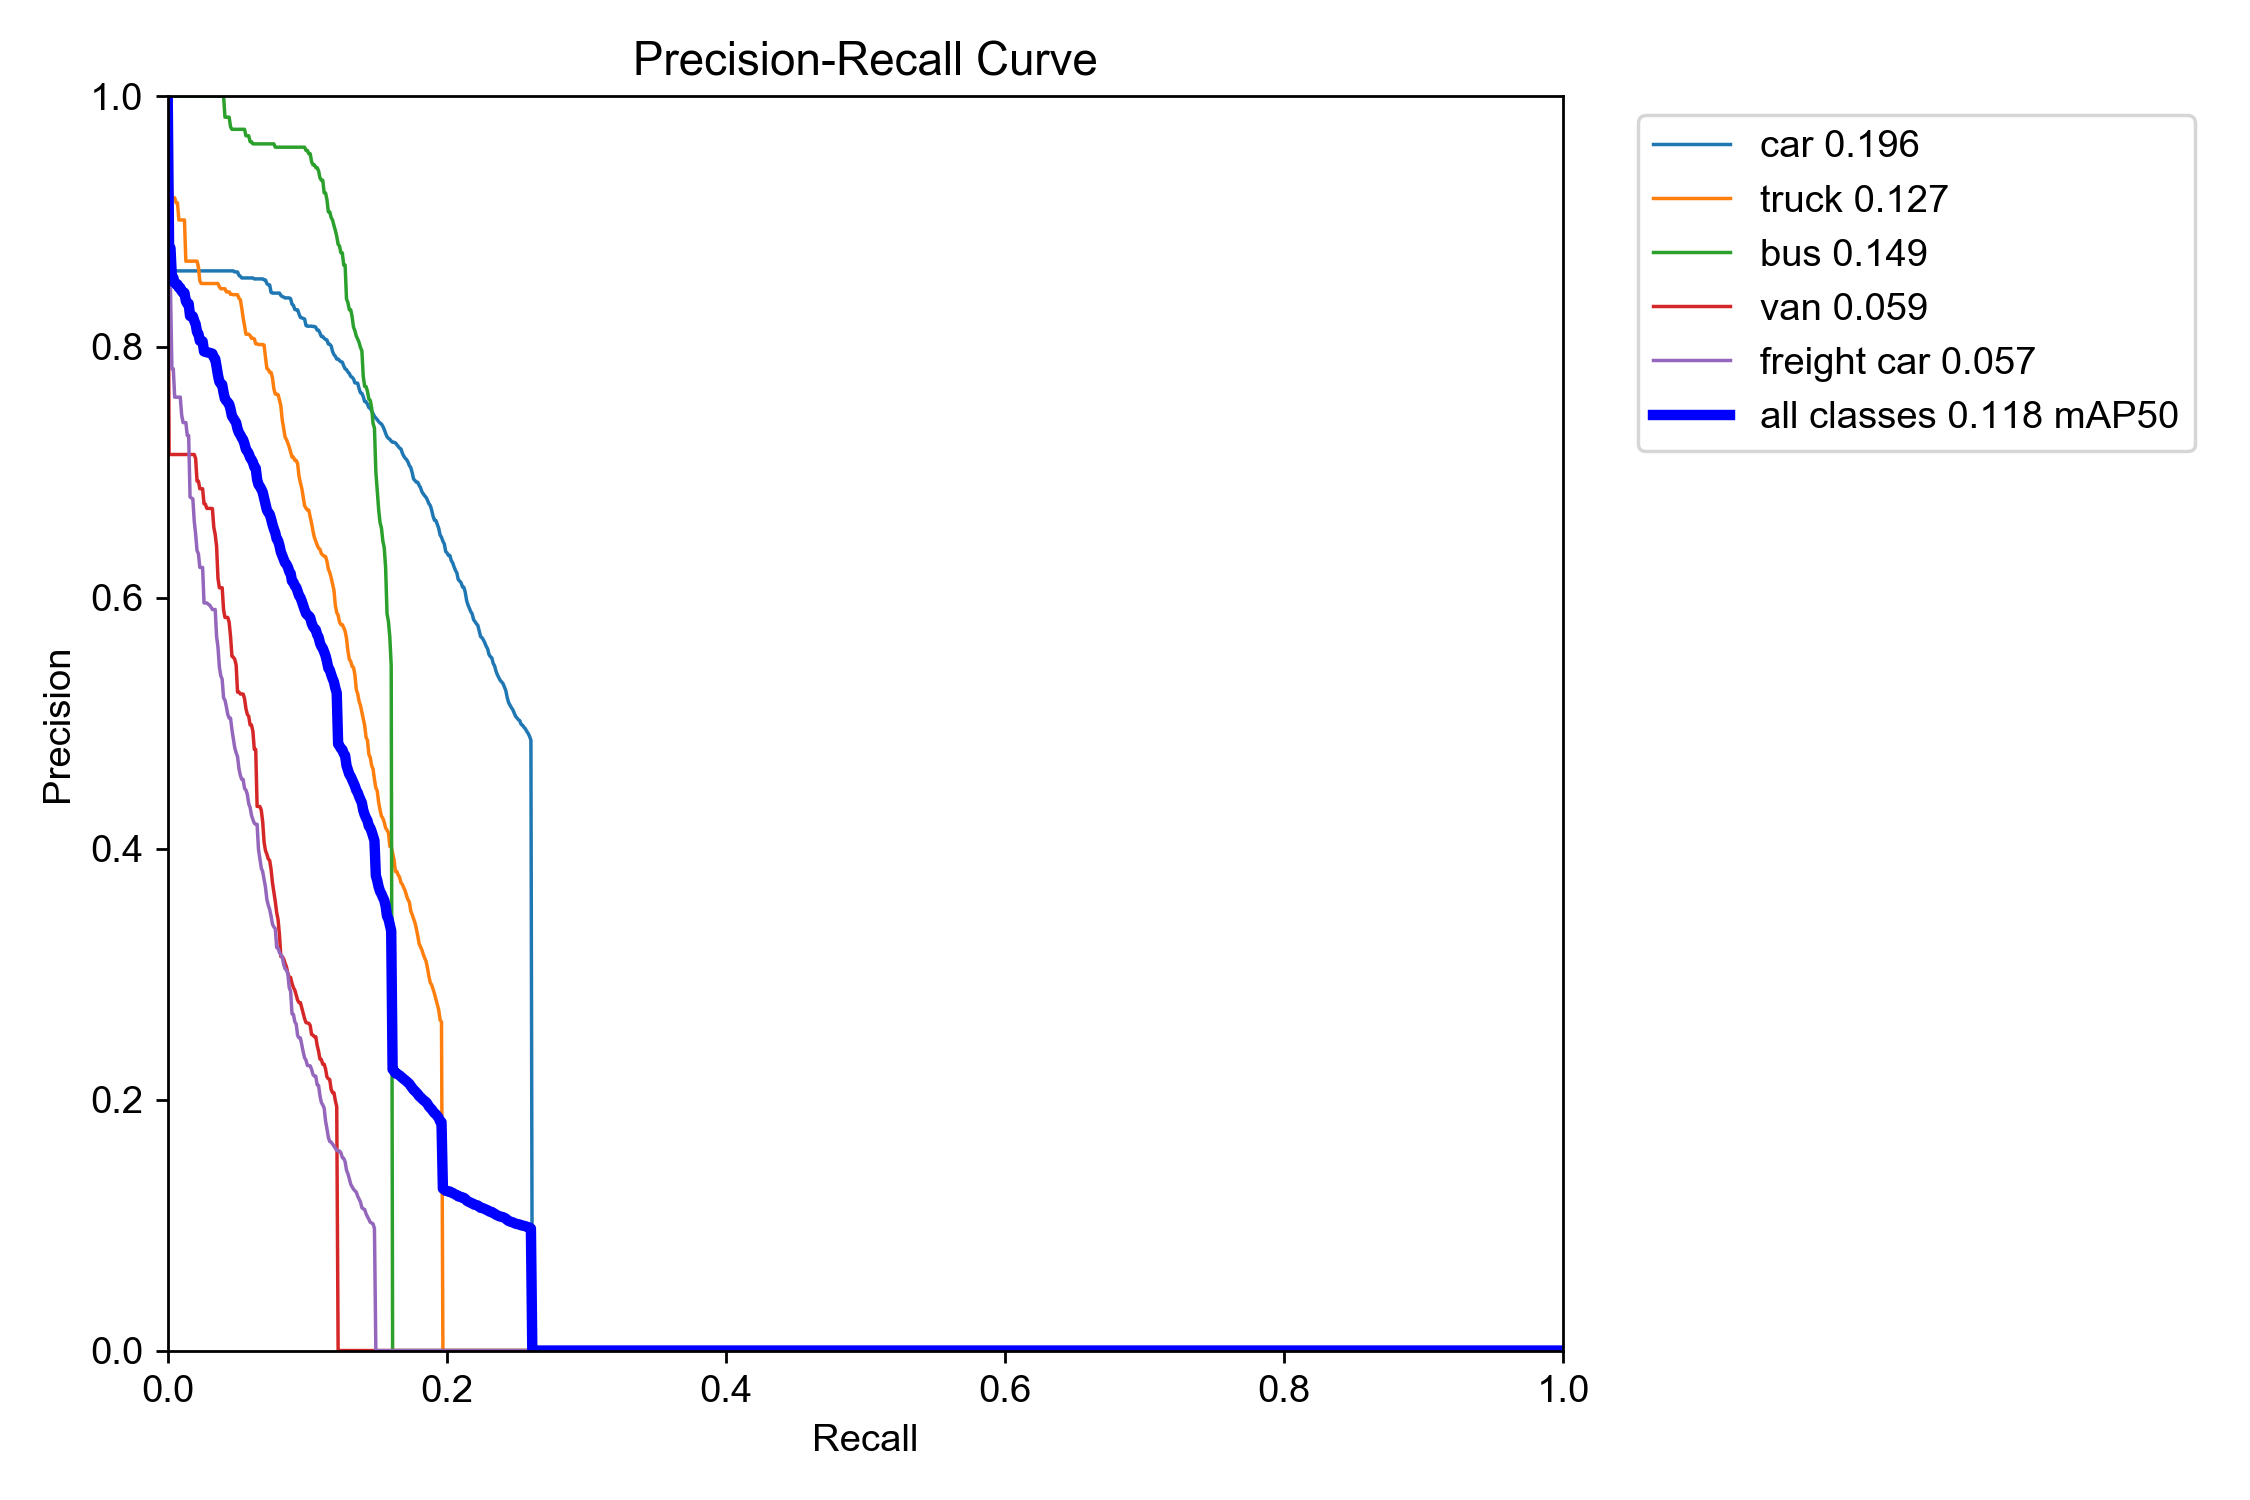 Precision-Recall Curve
1.0
0.8
0.6
0.4
0.2
0.0
Precision
0.0 0.2 0.4 0.6 0.8 1.0
Recall
car 0.196
truck 0.127
bus 0.149
van 0.059
freight car 0.057
all classes 0.118 mAP50